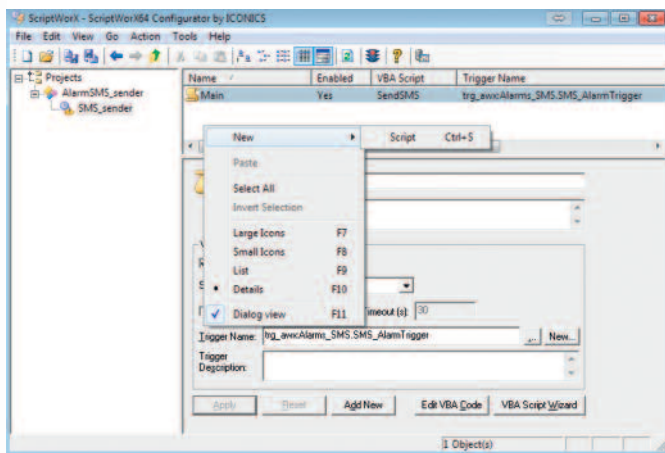 ScriptWorX - ScriptWorX64 Configurator by ICONICS
File Edit View Go Action Tools Help
Projects
AlarmSMS_sender
SMS_sender
Name Enabled VBA Script Trigger Name
Main Yes SendSMS trg_awxAlarms_SMS.SMS_AlarmTrigger
New
Script Ctrl+S
Paste
Select All
Invert Selection
Large Icons F7
Small Icons F8
List F9
Details F10
Dialog view F11
Timeout (s): 30
Trigger Name: trg_awxAlarms_SMS.SMS_AlarmTrigger ... New...
Trigger
Description:
Apply Reset Add New Edit VBA Code VBA Script Wizard
1 Object(s)